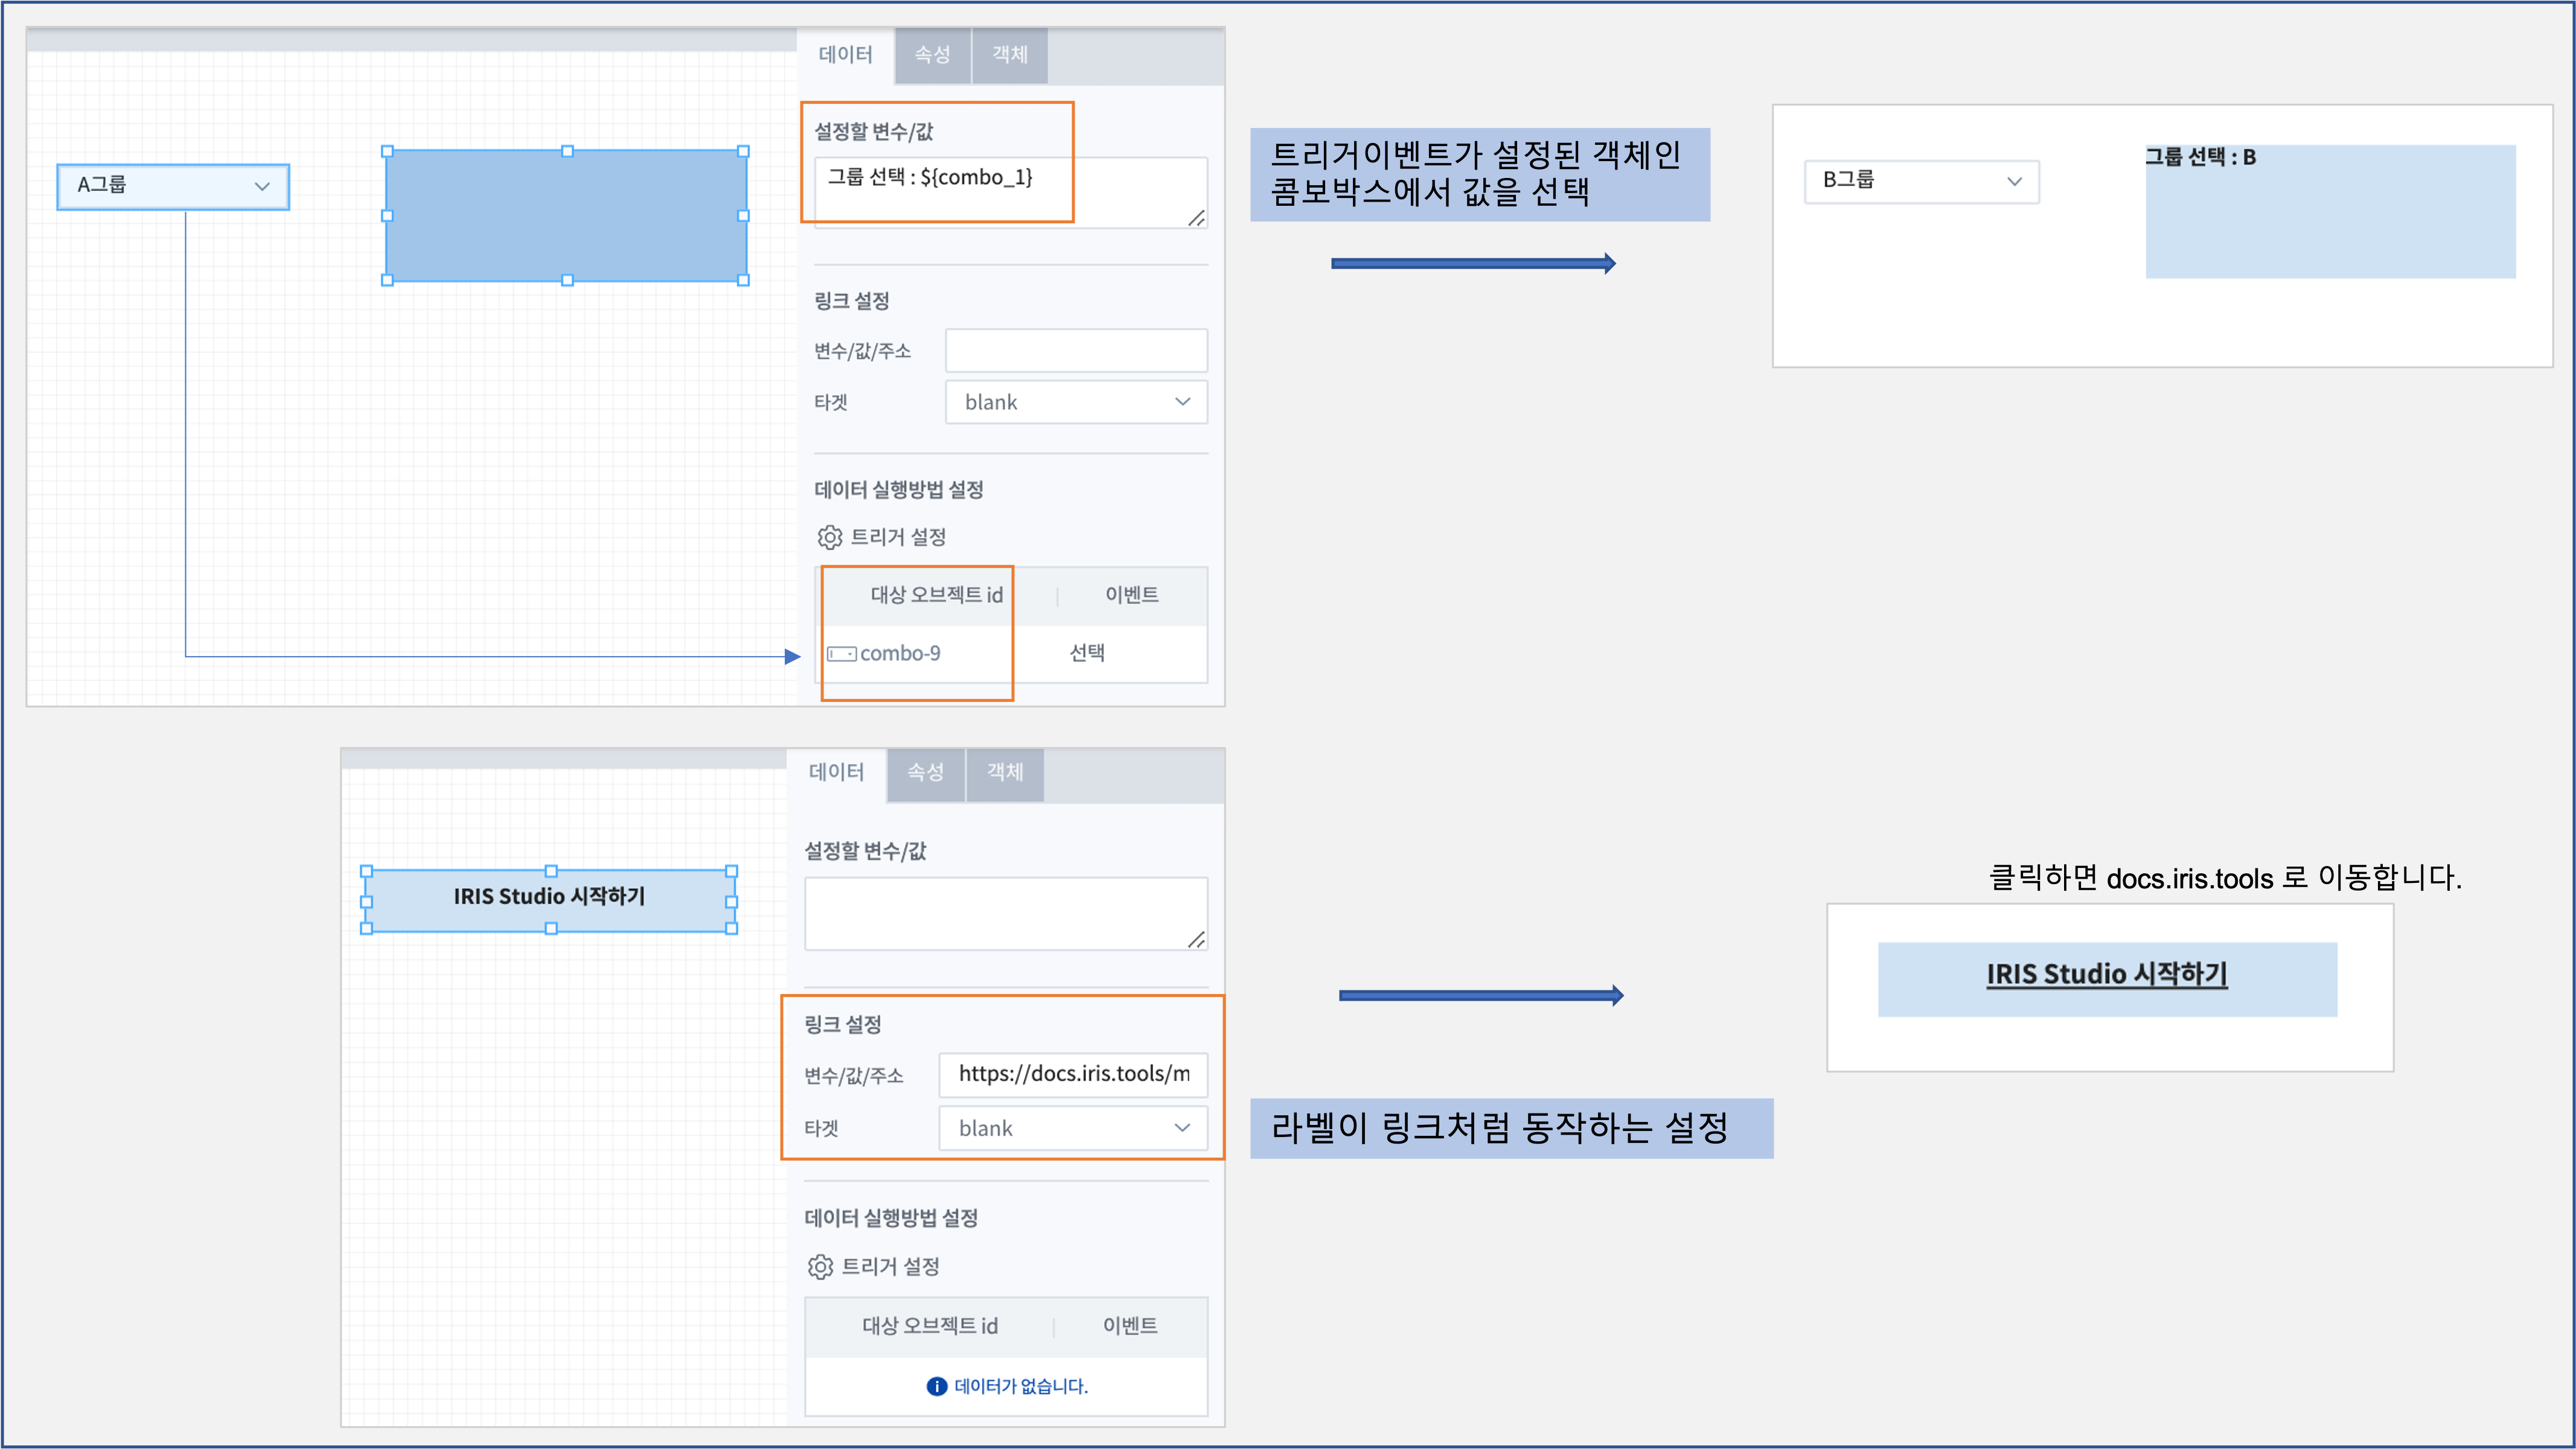 데이터 속성 객체
A그룹
설정할 변수/값
그룹 선택 : ${combo_1}
링크 설정
변수/값/주소
타겟 blank
데이터 실행방법 설정
트리거 설정
대상 오브젝트 id 이벤트
combo-9 선택
트리거이벤트가 설정된 객체인
콤보박스에서 값을 선택
B그룹
그룹 선택 : B
데이터 속성 객체
IRIS Studio 시작하기
설정할 변수/값
링크 설정
변수/값/주소 https://docs.iris.tools/m
타겟 blank
데이터 실행방법 설정
트리거 설정
대상 오브젝트 id 이벤트
데이터가 없습니다.
라벨이 링크처럼 동작하는 설정
클릭하면 docs.iris.tools 로 이동합니다.
IRIS Studio 시작하기